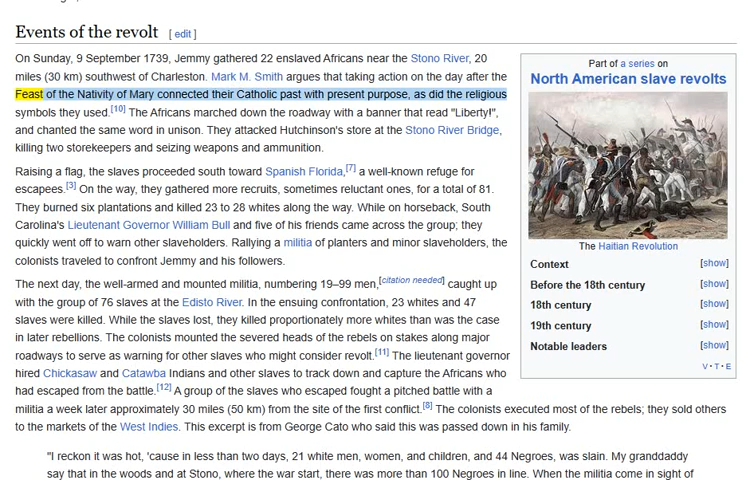 Events of the revolt [ edit ]
On Sunday, 9 September 1739, Jemmy gathered 22 enslaved Africans near the Stono River, 20
miles (30 km) southwest of Charleston. Mark M. Smith argues that taking action on the day after the
Feast of the Nativity of Mary connected their Catholic past with present purpose, as did the religious
symbols they used.[10] The Africans marched down the roadway with a banner that read "Liberty!",
and chanted the same word in unison. They attacked Hutchinson's store at the Stono River Bridge,
killing two storekeepers and seizing weapons and ammunition.
Raising a flag, the slaves proceeded south toward Spanish Florida,[7] a well-known refuge for
escapees.[3] On the way, they gathered more recruits, sometimes reluctant ones, for a total of 81.
They burned six plantations and killed 23 to 28 whites along the way. While on horseback, South
Carolina's Lieutenant Governor William Bull and five of his friends came across the group; they
quickly went off to warn other slaveholders. Rallying a militia of planters and minor slaveholders, the
colonists traveled to confront Jemmy and his followers.
The next day, the well-armed and mounted militia, numbering 19–99 men,[citation needed] caught up
with the group of 76 slaves at the Edisto River. In the ensuing confrontation, 23 whites and 47
slaves were killed. While the slaves lost, they killed proportionately more whites than was the case
in later rebellions. The colonists mounted the severed heads of the rebels on stakes along major
roadways to serve as warning for other slaves who might consider revolt.[11] The lieutenant governor
hired Chickasaw and Catawba Indians and other slaves to track down and capture the Africans who
had escaped from the battle.[12] A group of the slaves who escaped fought a pitched battle with a
militia a week later approximately 30 miles (50 km) from the site of the first conflict.[8] The colonists executed most of the rebels; they sold others
to the markets of the West Indies. This excerpt is from George Cato who said this was passed down in his family.
"I reckon it was hot, 'cause in less than two days, 21 white men, women, and children, and 44 Negroes, was slain. My granddaddy
say that in the woods and at Stono, where the war start, there was more than 100 Negroes in line. When the militia come in sight of
Part of a series on
North American slave revolts
The Haitian Revolution
Context [show]
Before the 18th century [show]
18th century [show]
19th century [show]
Notable leaders [show]
V · T · E